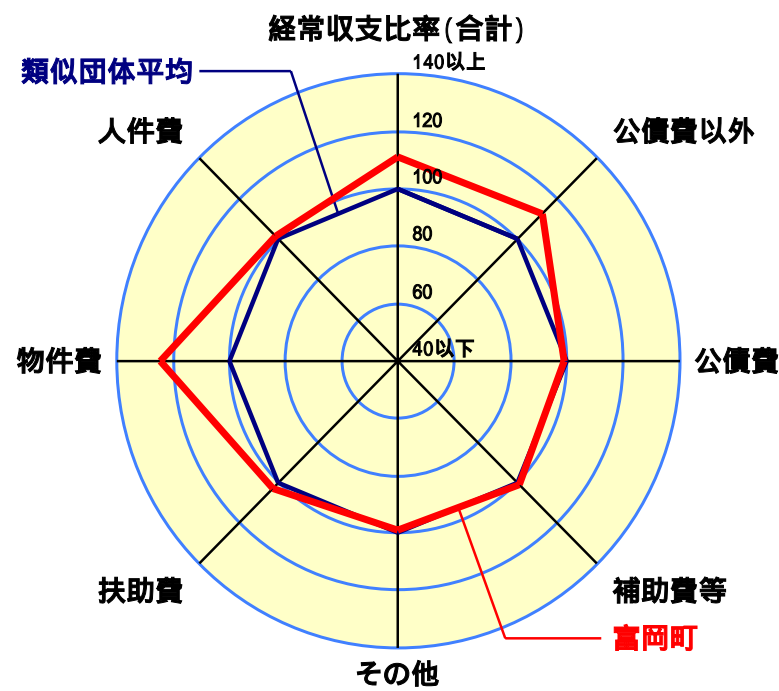 経常収支比率(合計)
140以上
類似団体平均
人件費
120
公債費以外
100
80
60
40以下
物件費
公債費
扶助費
補助費等
富岡町
その他